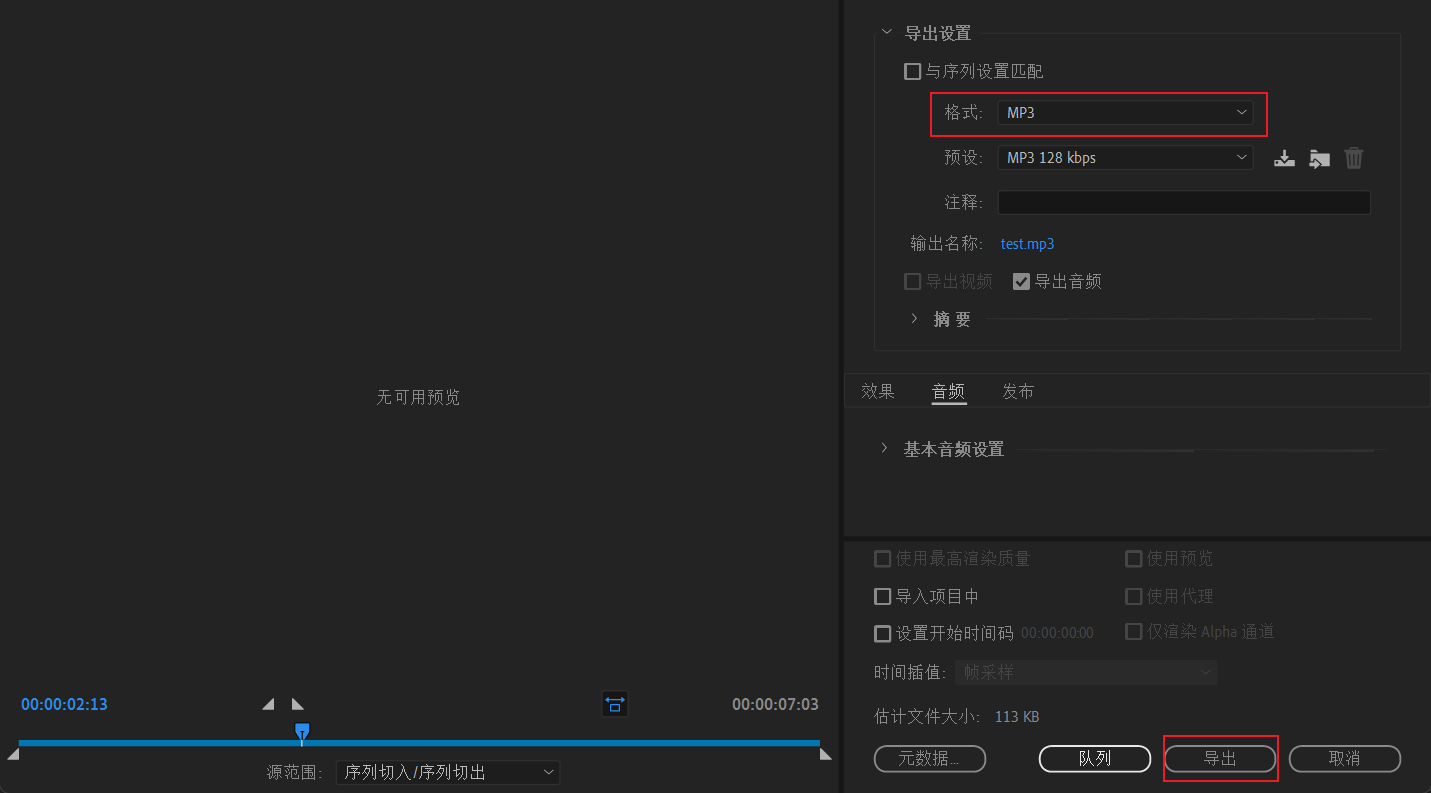 导出设置
与序列设置匹配
格式: MP3
预设: MP3 128 kbps
注释:
输出名称: test.mp3
导出视频 导出音频
摘要
无可用预览
效果 音频 发布
基本音频设置
使用最高渲染质量 使用预览
导入项目中 使用代理
设置开始时间码 00:00:00:00 仅渲染 Alpha 通道
时间插值: 帧采样
估计文件大小: 113 KB
元数据... 队列 导出 取消
00:00:02:13 00:00:07:03
源范围: 序列切入/序列切出